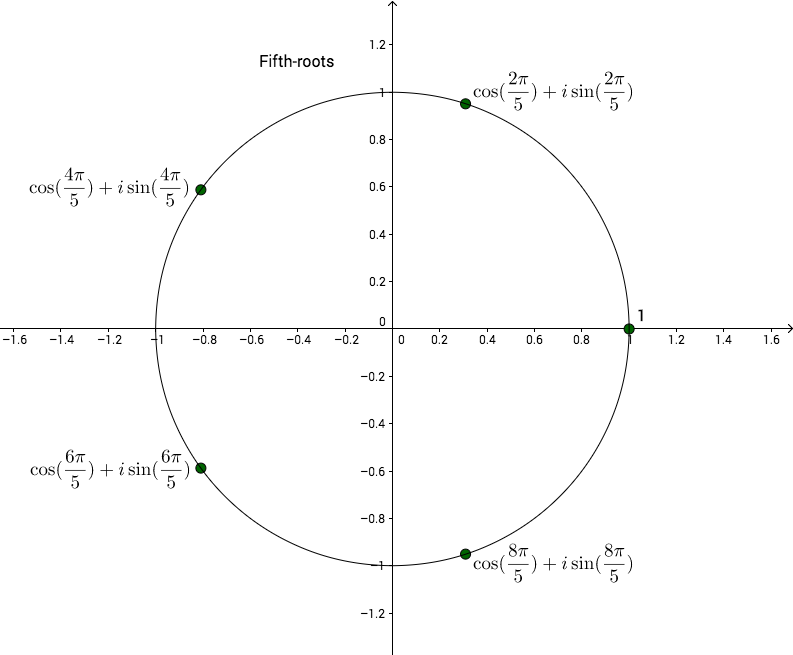 1.2
Fifth-roots
1
cos(2π/5) + i sin(2π/5)
0.8
cos(4π/5) + i sin(4π/5)
0.6
0.4
0.2
1
0
−1.6 −1.4 −1.2 −1 −0.8 −0.6 −0.4 −0.2 0 0.2 0.4 0.6 0.8 1 1.2 1.4 1.6
−0.2
−0.4
cos(6π/5) + i sin(6π/5)
−0.6
−0.8
−1
cos(8π/5) + i sin(8π/5)
−1.2